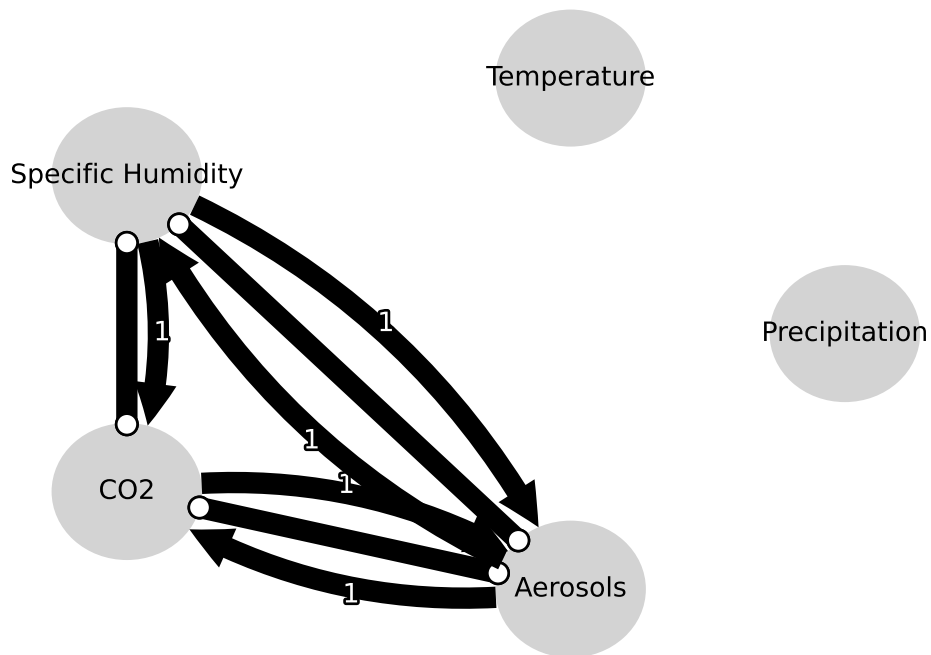 Temperature
Specific Humidity
1
1
Precipitation
1
1
CO2
Aerosols
1